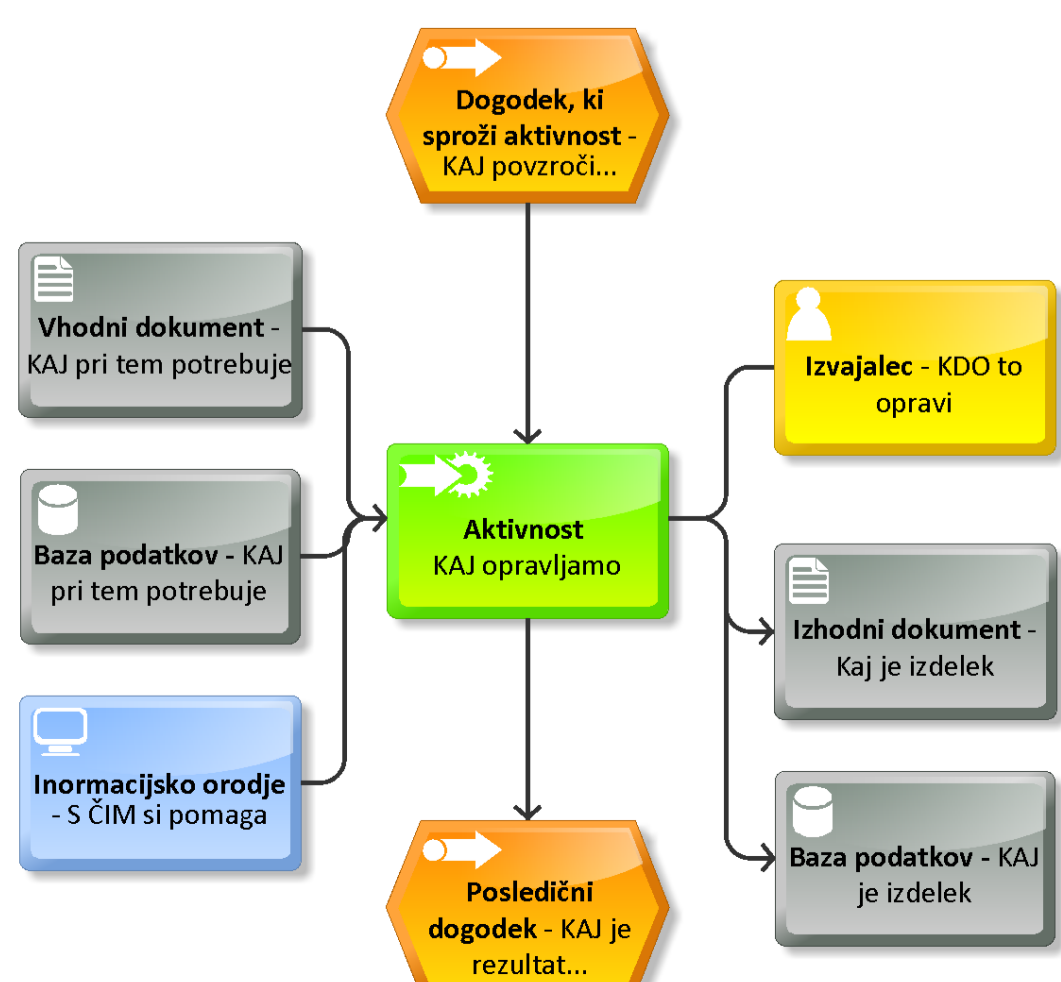 Dogodek, ki
sproži aktivnost -
KAJ povzroči...
Vhodni dokument -
KAJ pri tem potrebuje
Baza podatkov - KAJ
pri tem potrebuje
Inormacijsko orodje
- S ČIM si pomaga
Aktivnost
KAJ opravljamo
Izvajalec - KDO to
opravi
Izhodni dokument -
Kaj je izdelek
Baza podatkov - KAJ
je izdelek
Posledični
dogodek - KAJ je
rezultat...